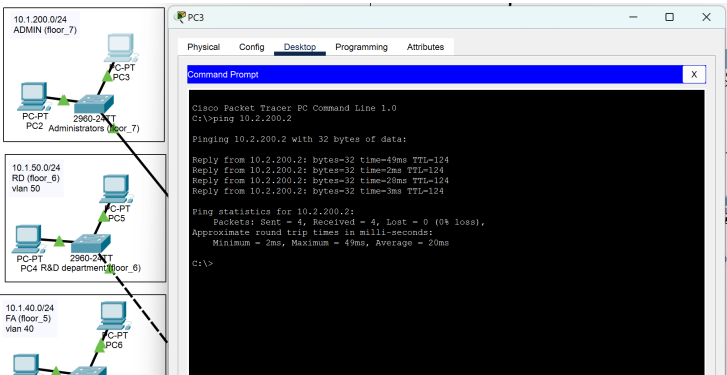 10.1.200.0/24
ADMIN (floor_7)
PC-PT
PC3
PC-PT
PC2
2960-24TT
Administrators (floor_7)
10.1.50.0/24
RD (floor_6)
vlan 50
PC-PT
PC5
PC-PT
PC4
2960-24TT
R&D department(floor_6)
10.1.40.0/24
FA (floor_5)
vlan 40
PC-PT
PC6
PC3
Physical Config Desktop Programming Attributes
Command Prompt
X
Cisco Packet Tracer PC Command Line 1.0
C:\>ping 10.2.200.2
Pinging 10.2.200.2 with 32 bytes of data:
Reply from 10.2.200.2: bytes=32 time=49ms TTL=124
Reply from 10.2.200.2: bytes=32 time=2ms TTL=124
Reply from 10.2.200.2: bytes=32 time=28ms TTL=124
Reply from 10.2.200.2: bytes=32 time=3ms TTL=124
Ping statistics for 10.2.200.2:
Packets: Sent = 4, Received = 4, Lost = 0 (0% loss),
Approximate round trip times in milli-seconds:
Minimum = 2ms, Maximum = 49ms, Average = 20ms
C:\>